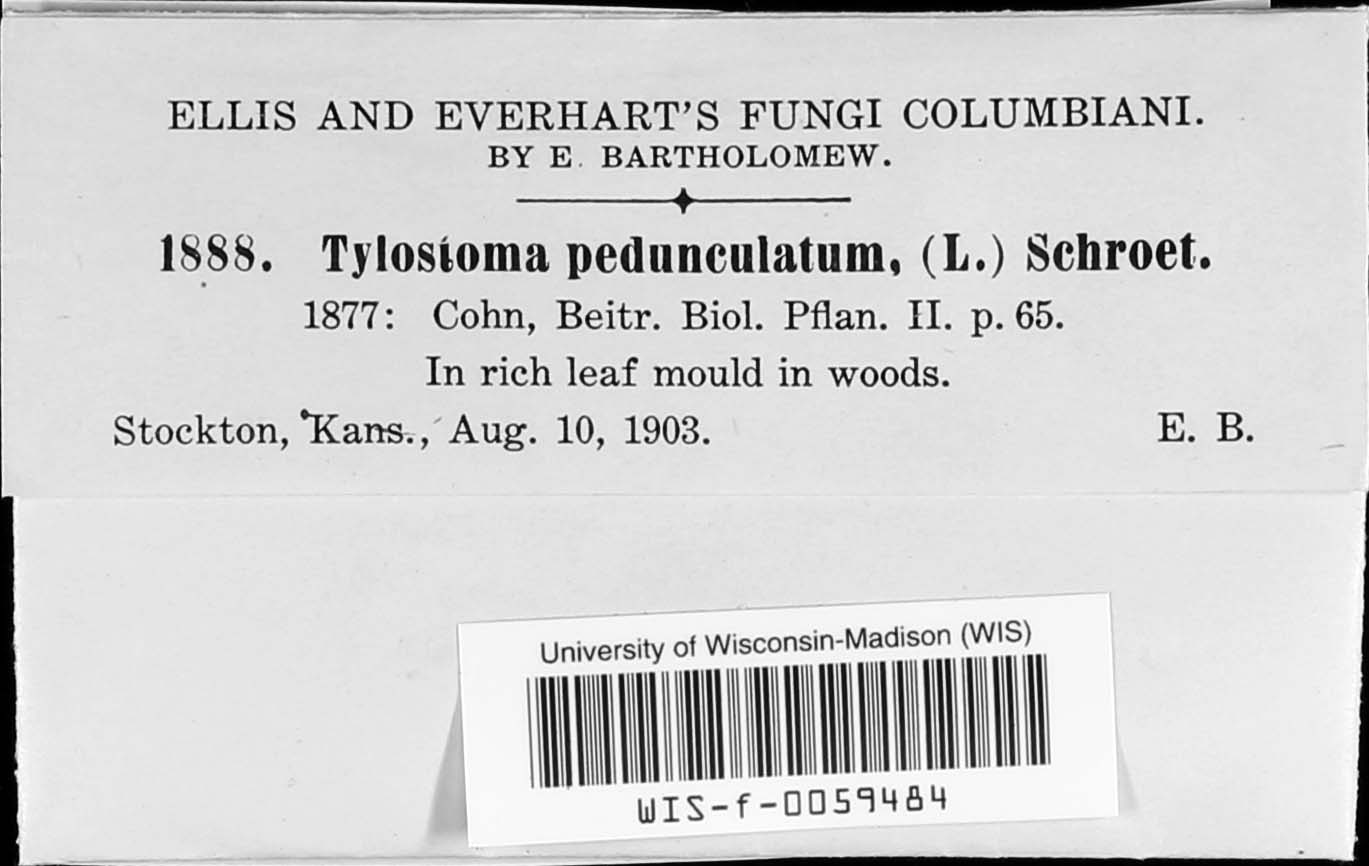 ELLIS AND EVERHART'S FUNGI COLUMBIANI.
BY E. BARTHOLOMEW.
1888. Tylostoma pedunculatum, (L.) Schroet.
1877: Cohn, Beitr. Biol. Pflan. II. p. 65.
In rich leaf mould in woods.
Stockton, Kans., Aug. 10, 1903. E. B.
University of Wisconsin-Madison (WIS)
WIS-f-0059484